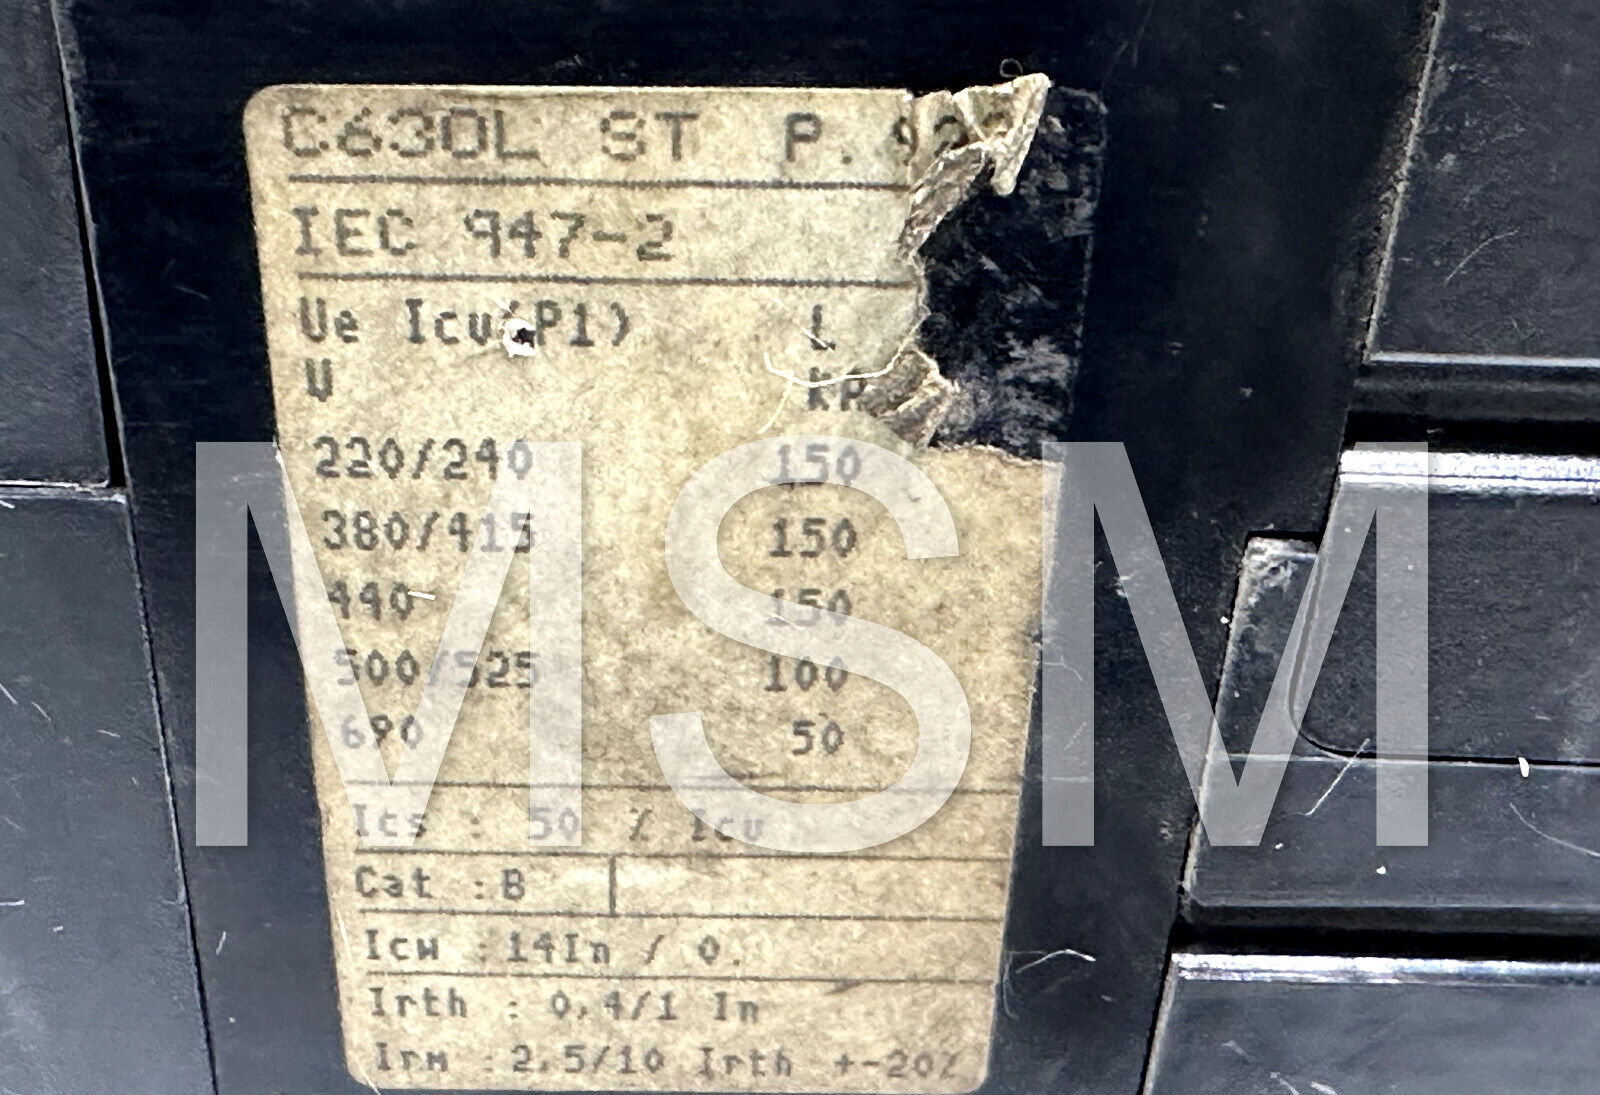 C630L ST P.
IEC 947-2
Ue Icu(P1) L
V
220/240 150
380/415 150
440 150
500/525 100
690 50
Ics : 50 % Icu
Cat : B
Icw : 14In / 0.
Irth : 0,4/1 In
Irm : 2,5/10 Irth +-20%
MSM